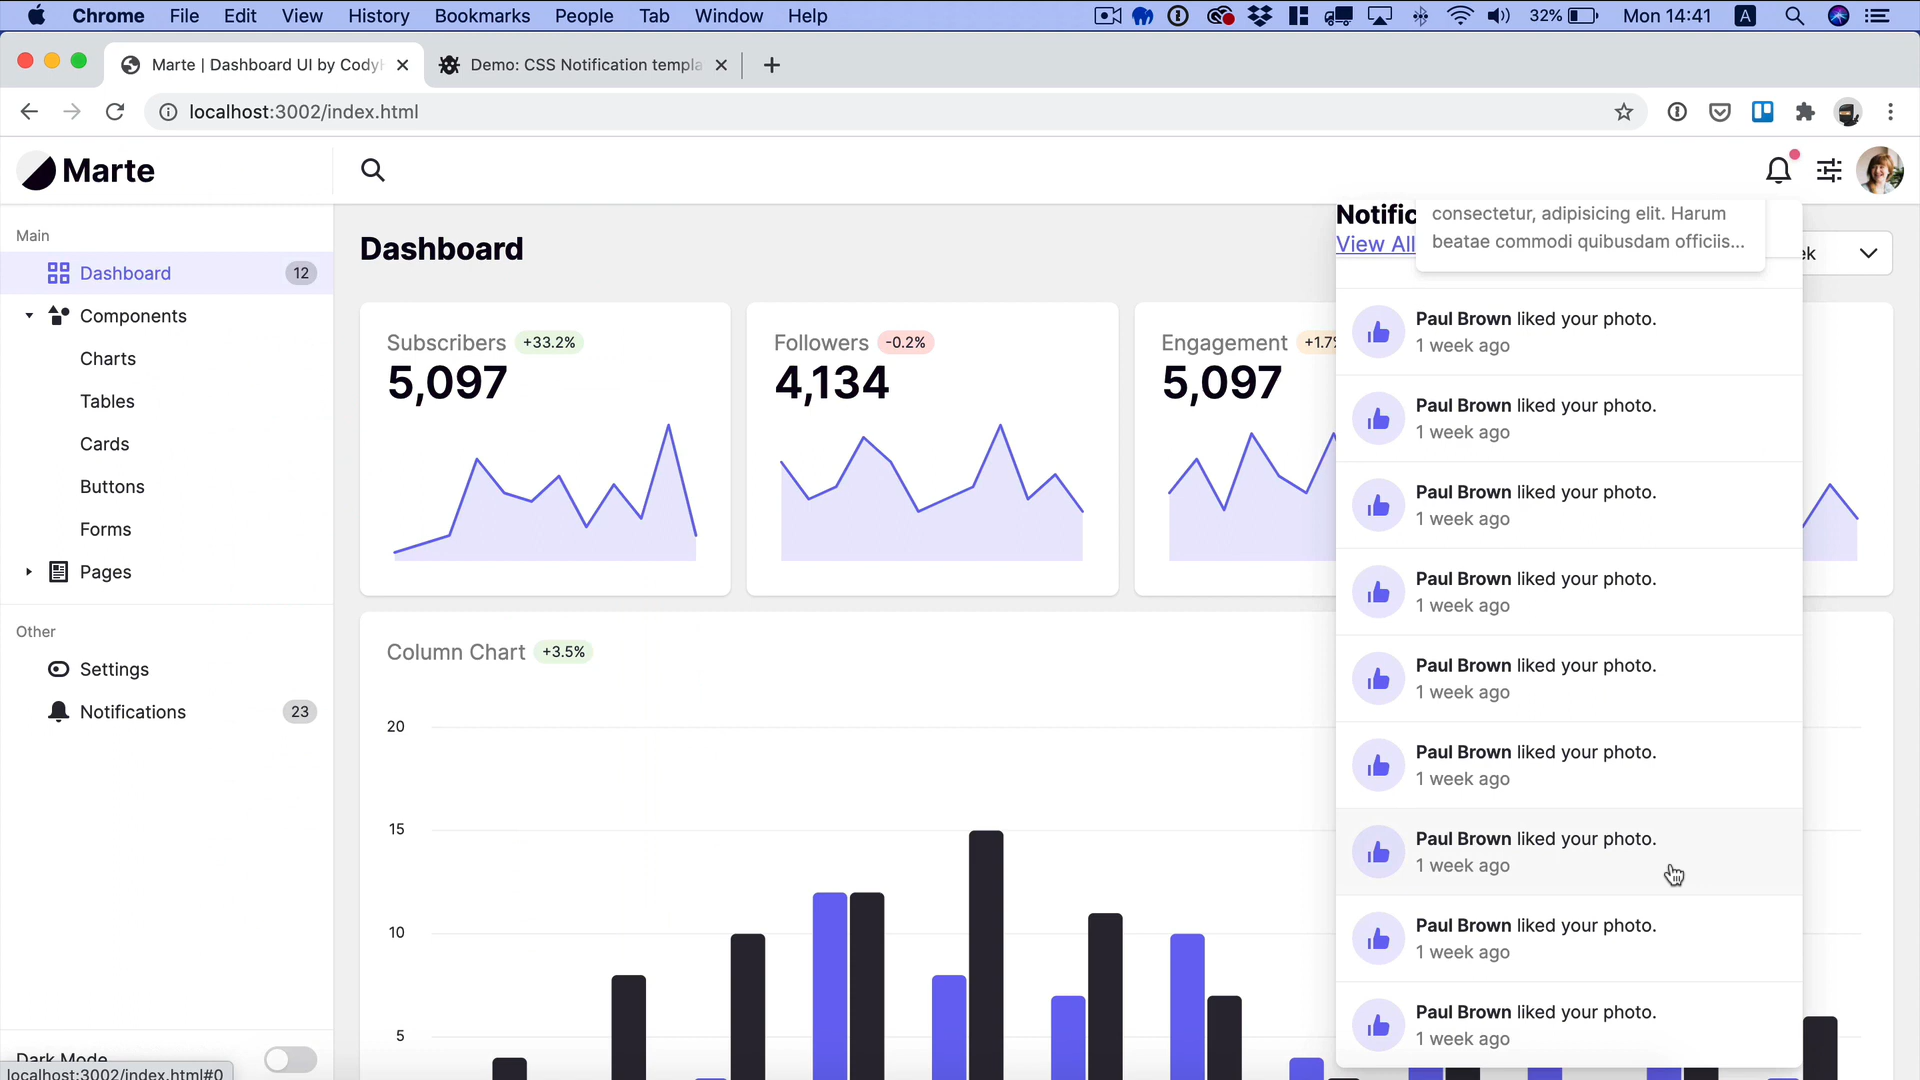 Chrome File Edit View History Bookmarks People Tab Window Help
32% Mon 14:41 A
Marte | Dashboard UI by CodyH
Demo: CSS Notification templa
localhost:3002/index.html
Marte
Main
Dashboard 12
Components
Charts
Tables
Cards
Buttons
Forms
Pages
Other
Settings
Notifications 23
Dark Mode
localhost:3002/index.html#0
Dashboard
ek
Subscribers +33.2%
5,097
Followers -0.2%
4,134
Engagement +1.7%
5,097
Column Chart +3.5%
20
15
10
5
Notific
View All
consectetur, adipisicing elit. Harum
beatae commodi quibusdam officiis...
Paul Brown liked your photo.
1 week ago
Paul Brown liked your photo.
1 week ago
Paul Brown liked your photo.
1 week ago
Paul Brown liked your photo.
1 week ago
Paul Brown liked your photo.
1 week ago
Paul Brown liked your photo.
1 week ago
Paul Brown liked your photo.
1 week ago
Paul Brown liked your photo.
1 week ago
Paul Brown liked your photo.
1 week ago